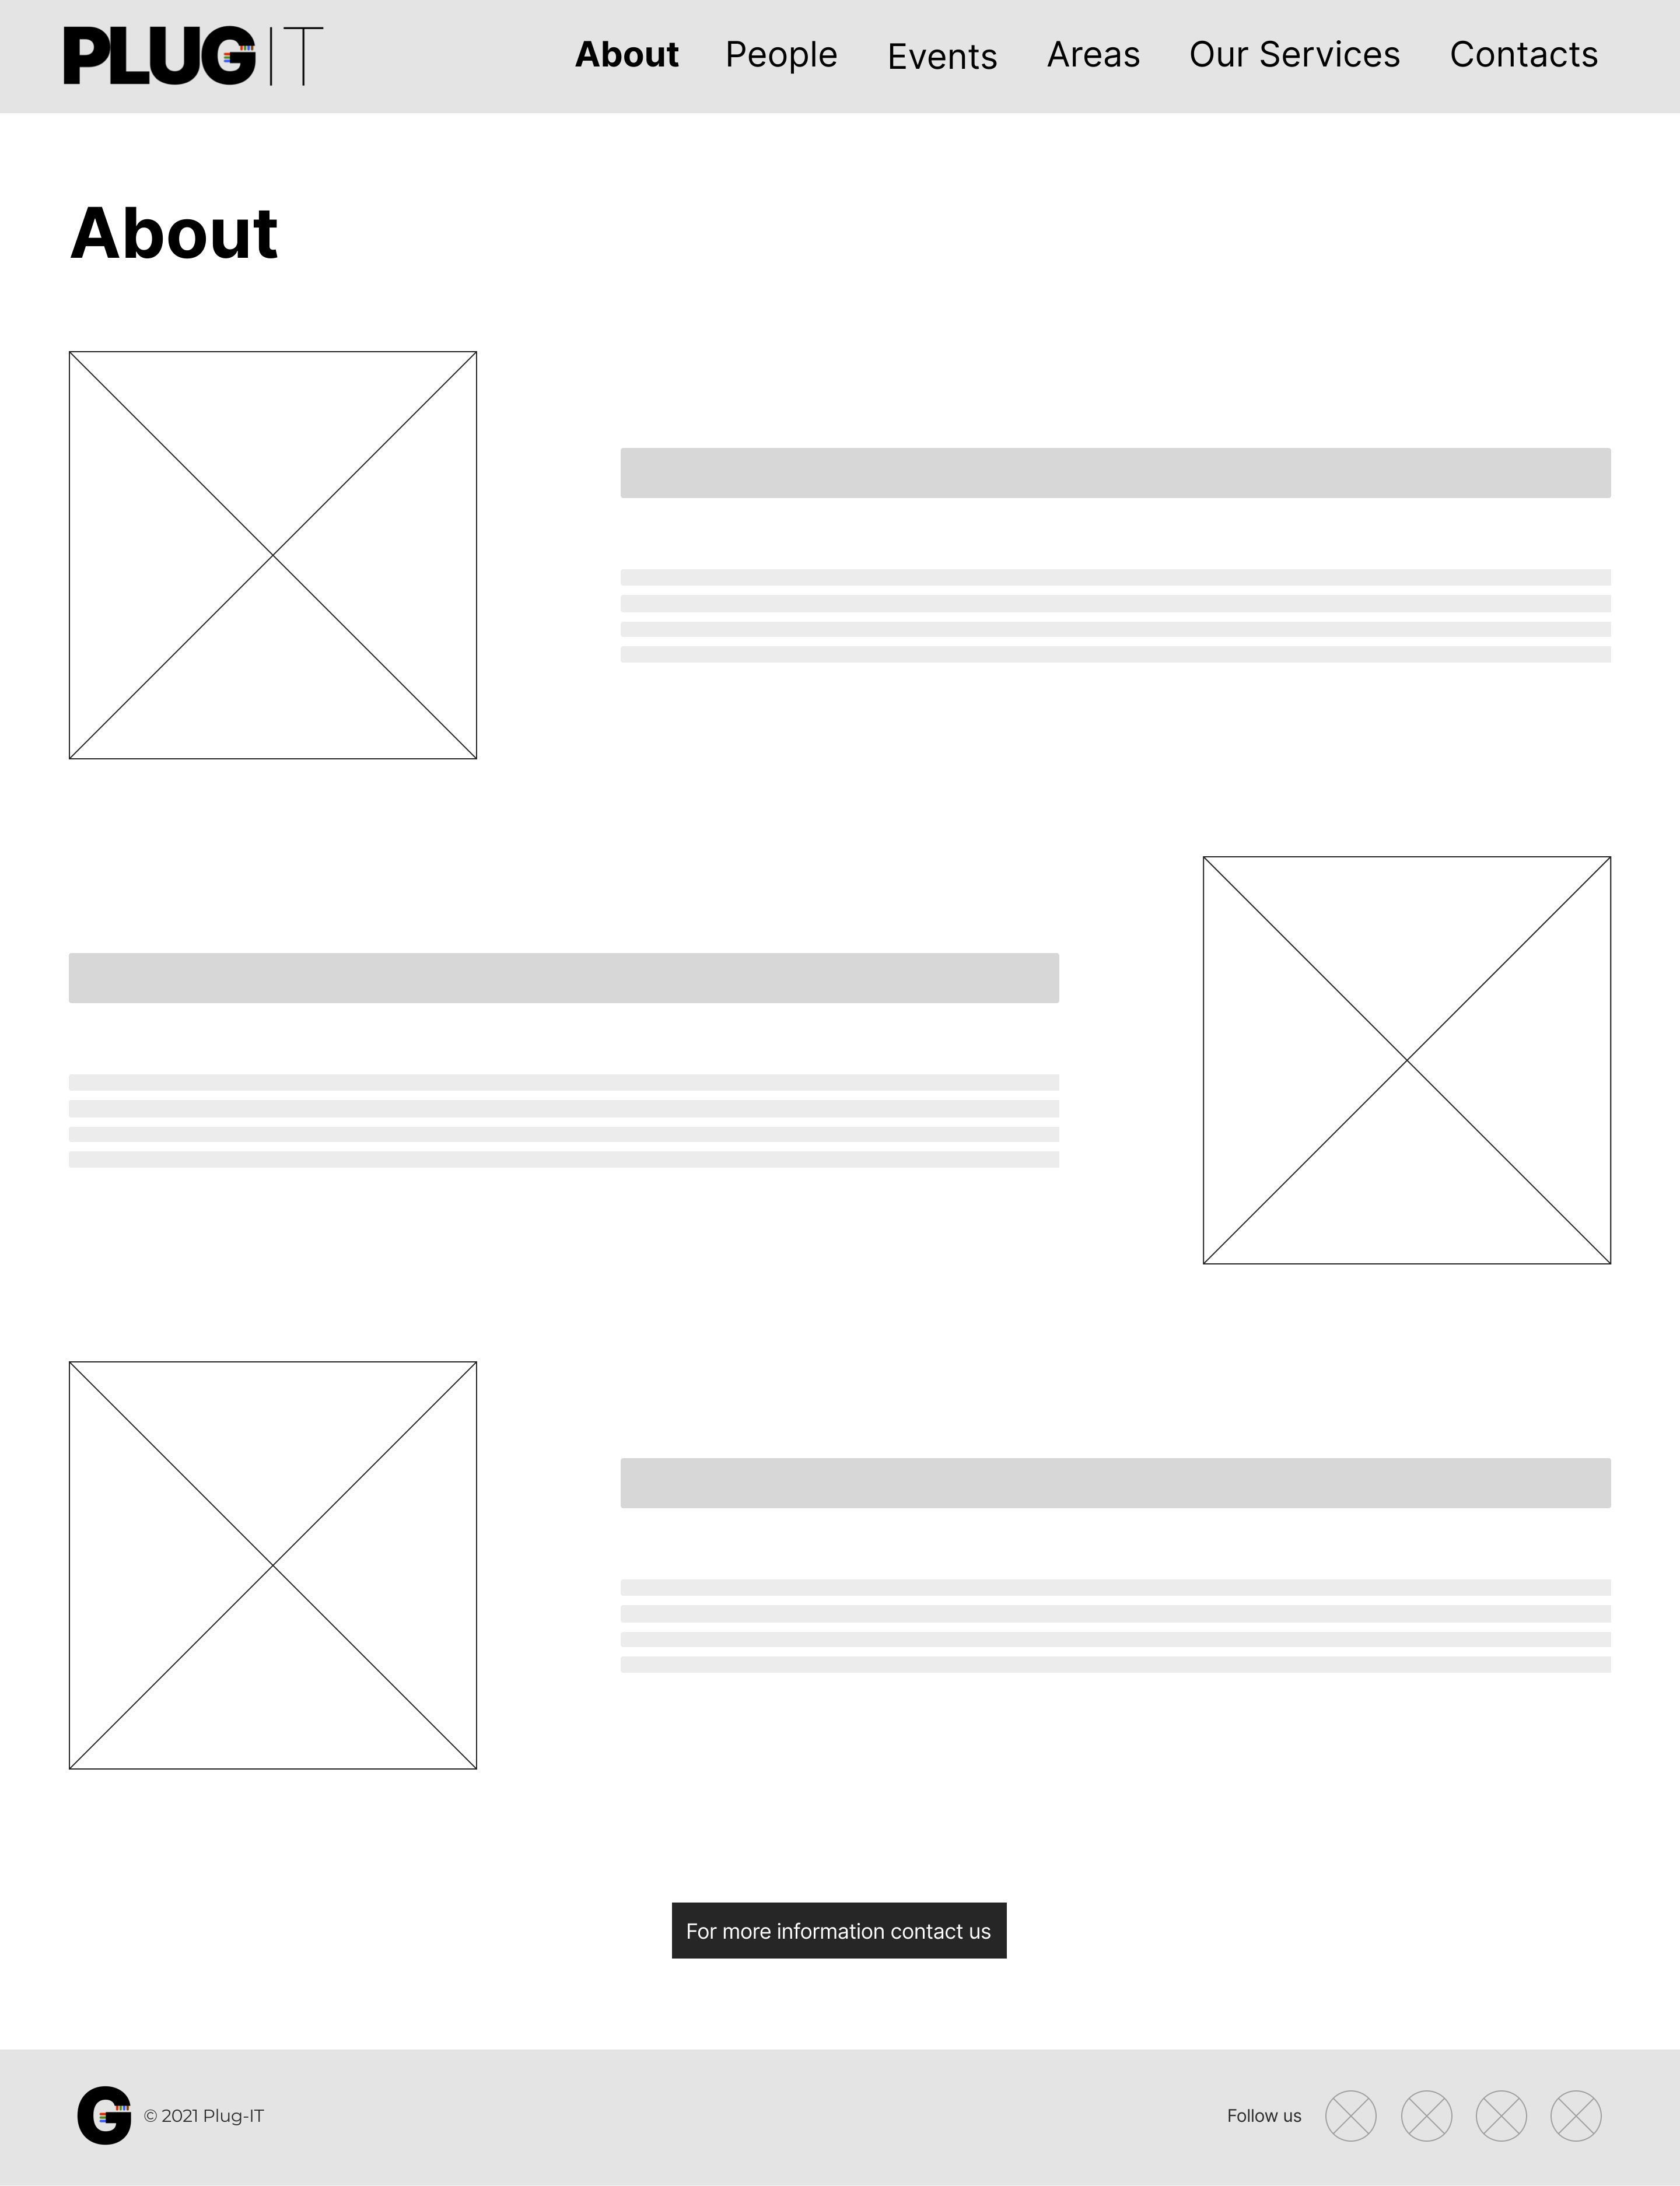 PLUG IT
About People Events Areas Our Services Contacts
About
For more information contact us
G © 2021 Plug-IT
Follow us